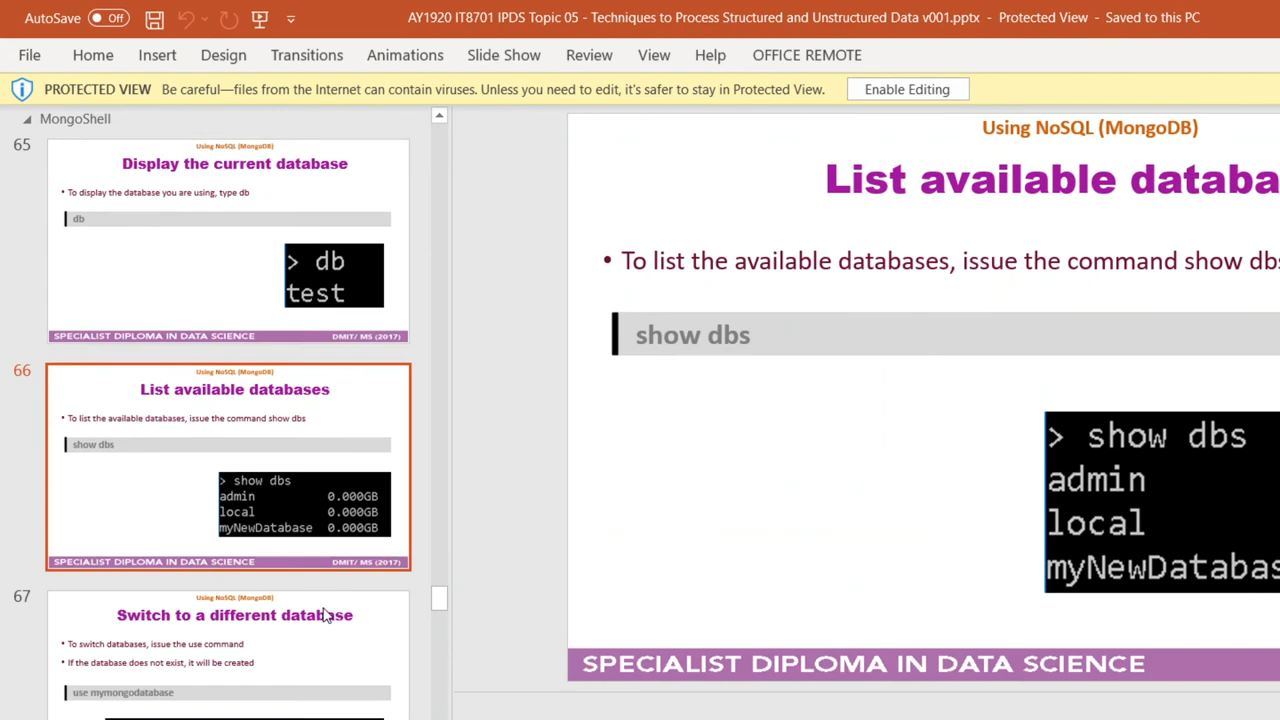 AutoSave Off AY1920 IT8701 IPDS Topic 05 - Techniques to Process Structured and Unstructured Data v001.pptx - Protected View - Saved to this PC
File Home Insert Design Transitions Animations Slide Show Review View Help OFFICE REMOTE
PROTECTED VIEW Be careful—files from the Internet can contain viruses. Unless you need to edit, it's safer to stay in Protected View. Enable Editing
MongoShell
65
Using NoSQL (MongoDB)
Display the current database
• To display the database you are using, type db
db
> db
test
SPECIALIST DIPLOMA IN DATA SCIENCE DMIT/ MS (2017)
66
Using NoSQL (MongoDB)
List available databases
• To list the available databases, issue the command show dbs
show dbs
> show dbs
admin 0.000GB
local 0.000GB
myNewDatabase 0.000GB
SPECIALIST DIPLOMA IN DATA SCIENCE DMIT/ MS (2017)
67
Using NoSQL (MongoDB)
Switch to a different database
• To switch databases, issue the use command
• If the database does not exist, it will be created
use mymongodatabase
Using NoSQL (MongoDB)
List available databa
• To list the available databases, issue the command show dbs
show dbs
> show dbs
admin
local
myNewDatabas
SPECIALIST DIPLOMA IN DATA SCIENCE